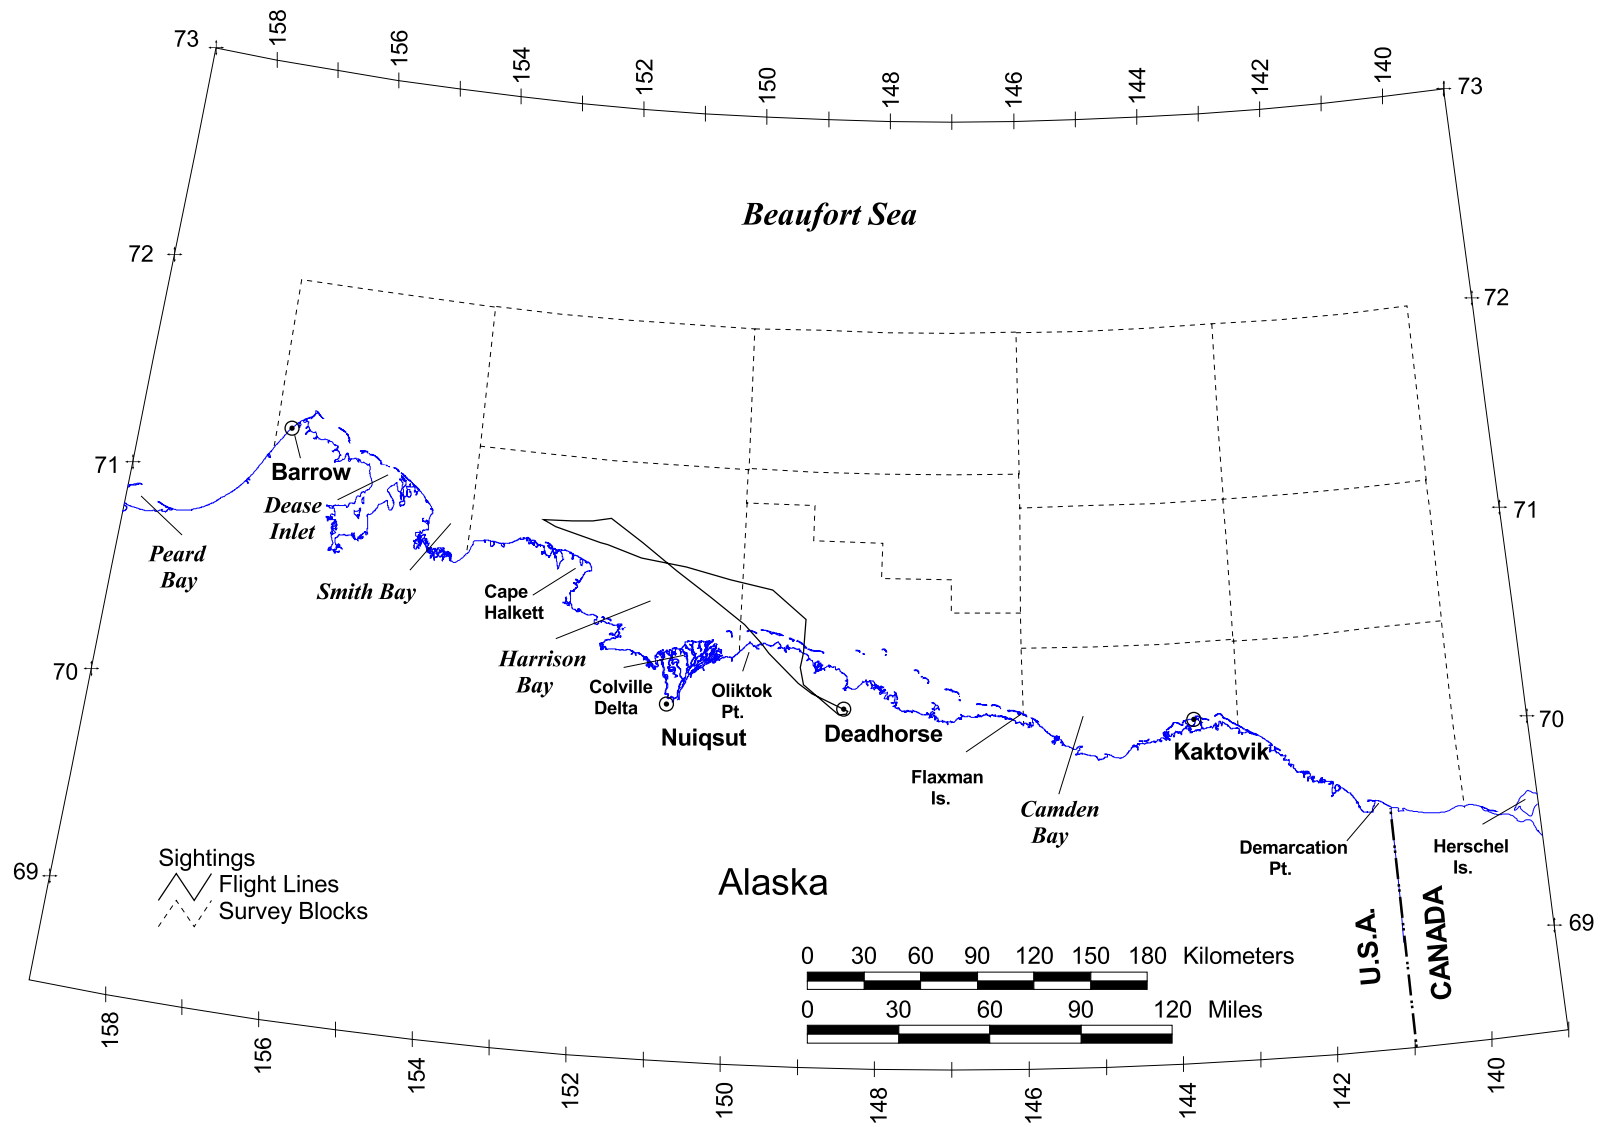 158
156
154
152
150
148
146
144
142
140
73
73
Beaufort Sea
72
72
71
71
Barrow
Dease
Inlet
Peard
Bay
Smith Bay
Cape
Halkett
Harrison
Bay
70
Colville
Delta
Oliktok
Pt.
70
Nuiqsut
Deadhorse
Kaktovik
Flaxman
Is.
Camden
Bay
Demarcation
Pt.
Herschel
Is.
Sightings
Flight Lines
Survey Blocks
69
Alaska
69
U.S.A.
CANADA
0 30 60 90 120 150 180 Kilometers
0 30 60 90 120 Miles
158
156
154
152
150
148
146
144
142
140